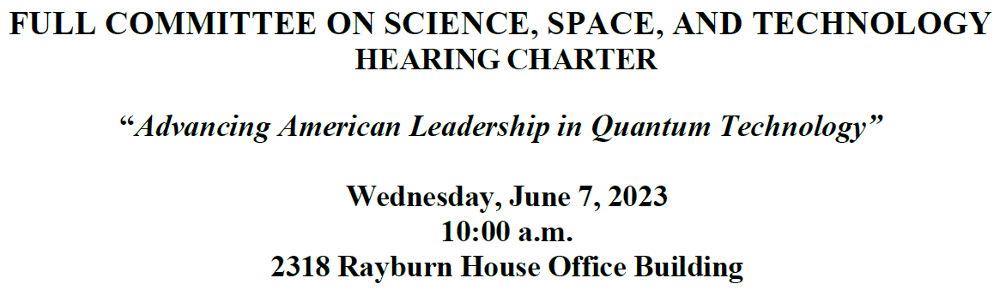 FULL COMMITTEE ON SCIENCE, SPACE, AND TECHNOLOGY
HEARING CHARTER
“Advancing American Leadership in Quantum Technology”
Wednesday, June 7, 2023
10:00 a.m.
2318 Rayburn House Office Building